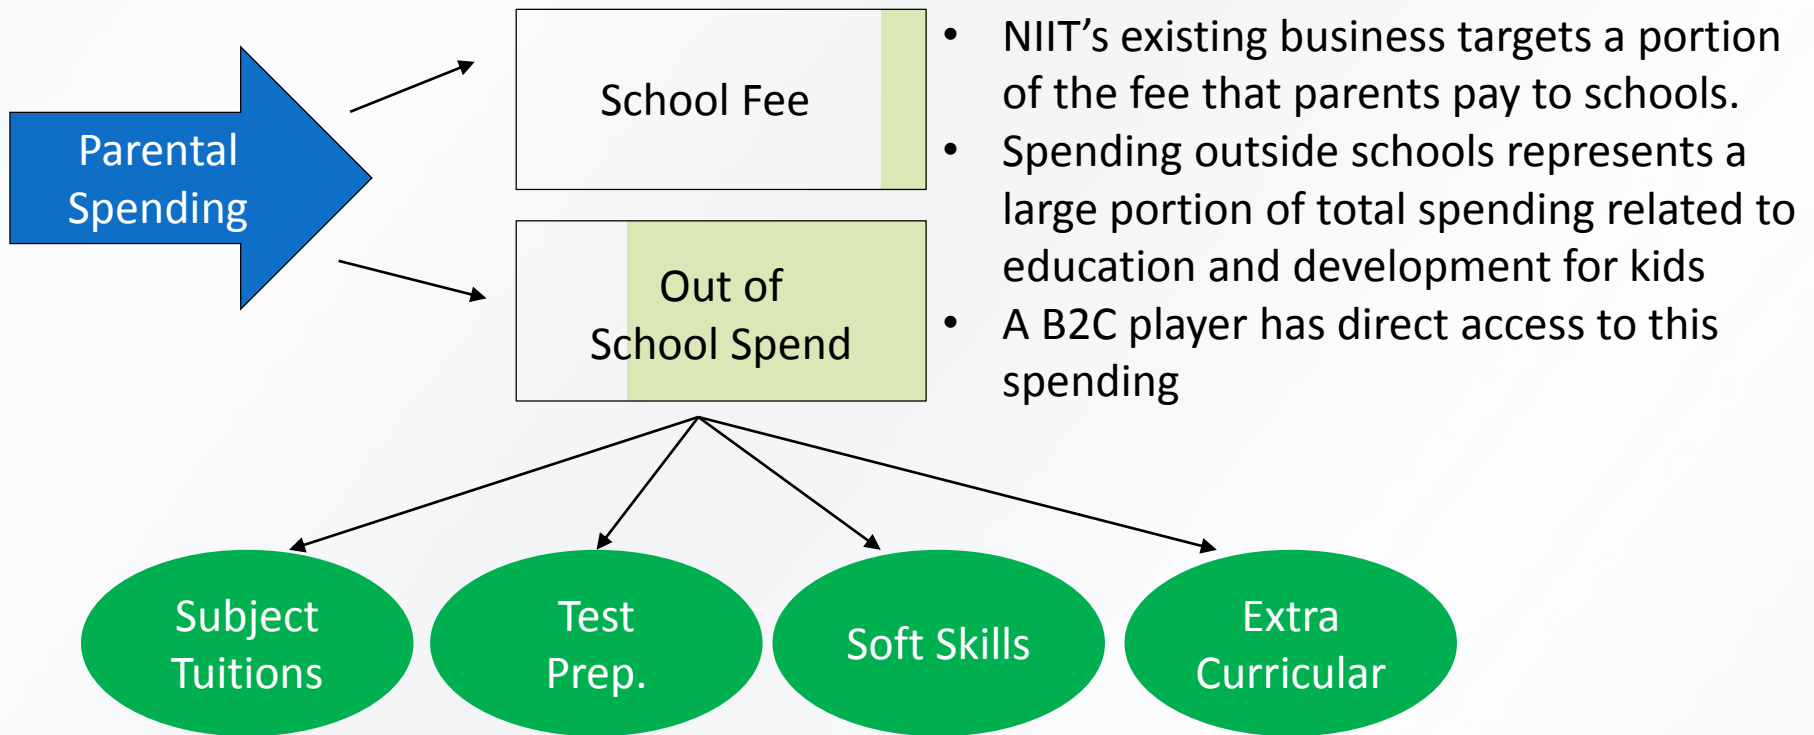 Parental
Spending
School Fee
Out of
School Spend
• NIIT’s existing business targets a portion
of the fee that parents pay to schools.
• Spending outside schools represents a
large portion of total spending related to
education and development for kids
• A B2C player has direct access to this
spending
Subject
Tuitions
Test
Prep.
Soft Skills
Extra
Curricular